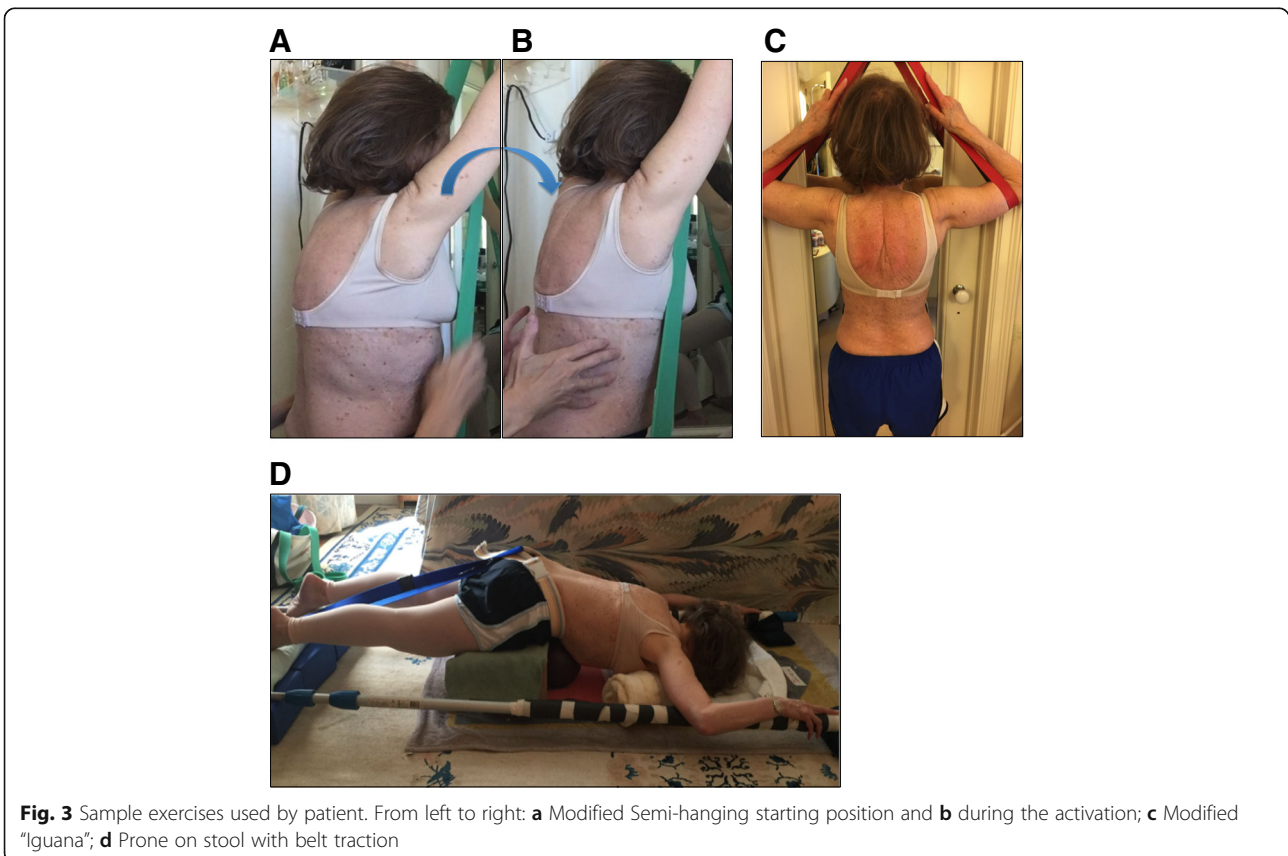 A
B
C
D
Fig. 3 Sample exercises used by patient. From left to right: a Modified Semi-hanging starting position and b during the activation; c Modified
“Iguana”; d Prone on stool with belt traction